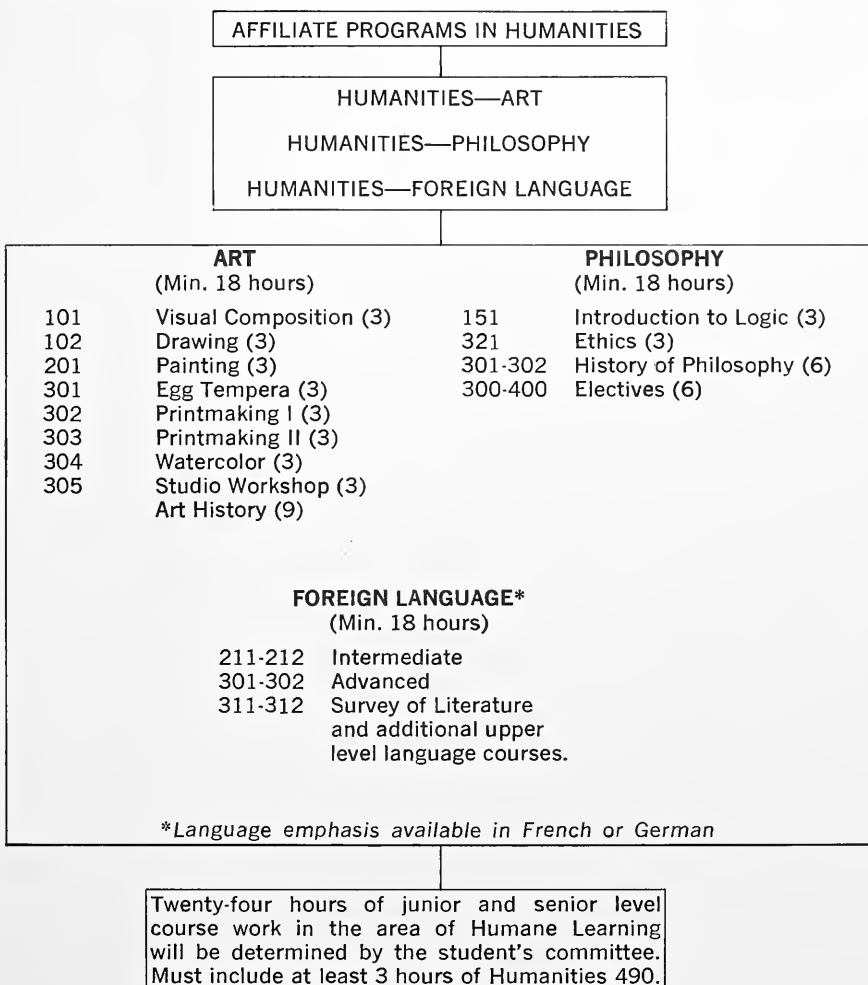 AFFILIATE PROGRAMS IN HUMANITIES
HUMANITIES—ART
HUMANITIES—PHILOSOPHY
HUMANITIES—FOREIGN LANGUAGE
ART
(Min. 18 hours)
101 Visual Composition (3)
102 Drawing (3)
201 Painting (3)
301 Egg Tempera (3)
302 Printmaking I (3)
303 Printmaking II (3)
304 Watercolor (3)
305 Studio Workshop (3)
Art History (9)
PHILOSOPHY
(Min. 18 hours)
151 Introduction to Logic (3)
321 Ethics (3)
301-302 History of Philosophy (6)
300-400 Electives (6)
FOREIGN LANGUAGE*
(Min. 18 hours)
211-212 Intermediate
301-302 Advanced
311-312 Survey of Literature
and additional upper
level language courses.
*Language emphasis available in French or German
Twenty-four hours of junior and senior level
course work in the area of Humane Learning
will be determined by the student's committee.
Must include at least 3 hours of Humanities 490.